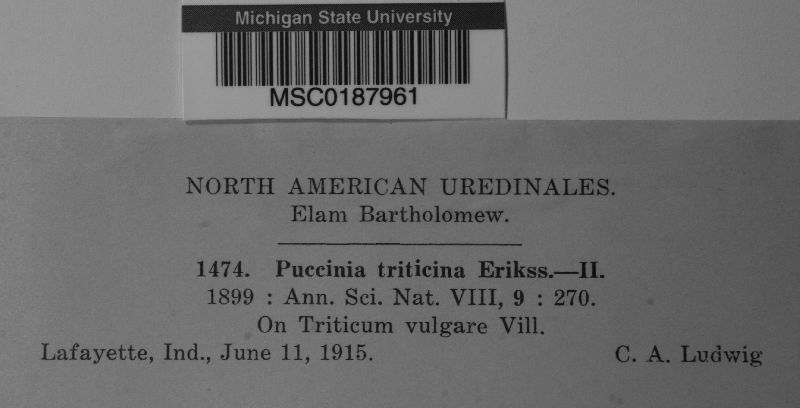 Michigan State University
MSC0187961
NORTH AMERICAN UREDINALES.
Elam Bartholomew.
1474. Puccinia triticina Erikss.—II.
1899 : Ann. Sci. Nat. VIII, 9 : 270.
On Triticum vulgare Vill.
Lafayette, Ind., June 11, 1915. C. A. Ludwig